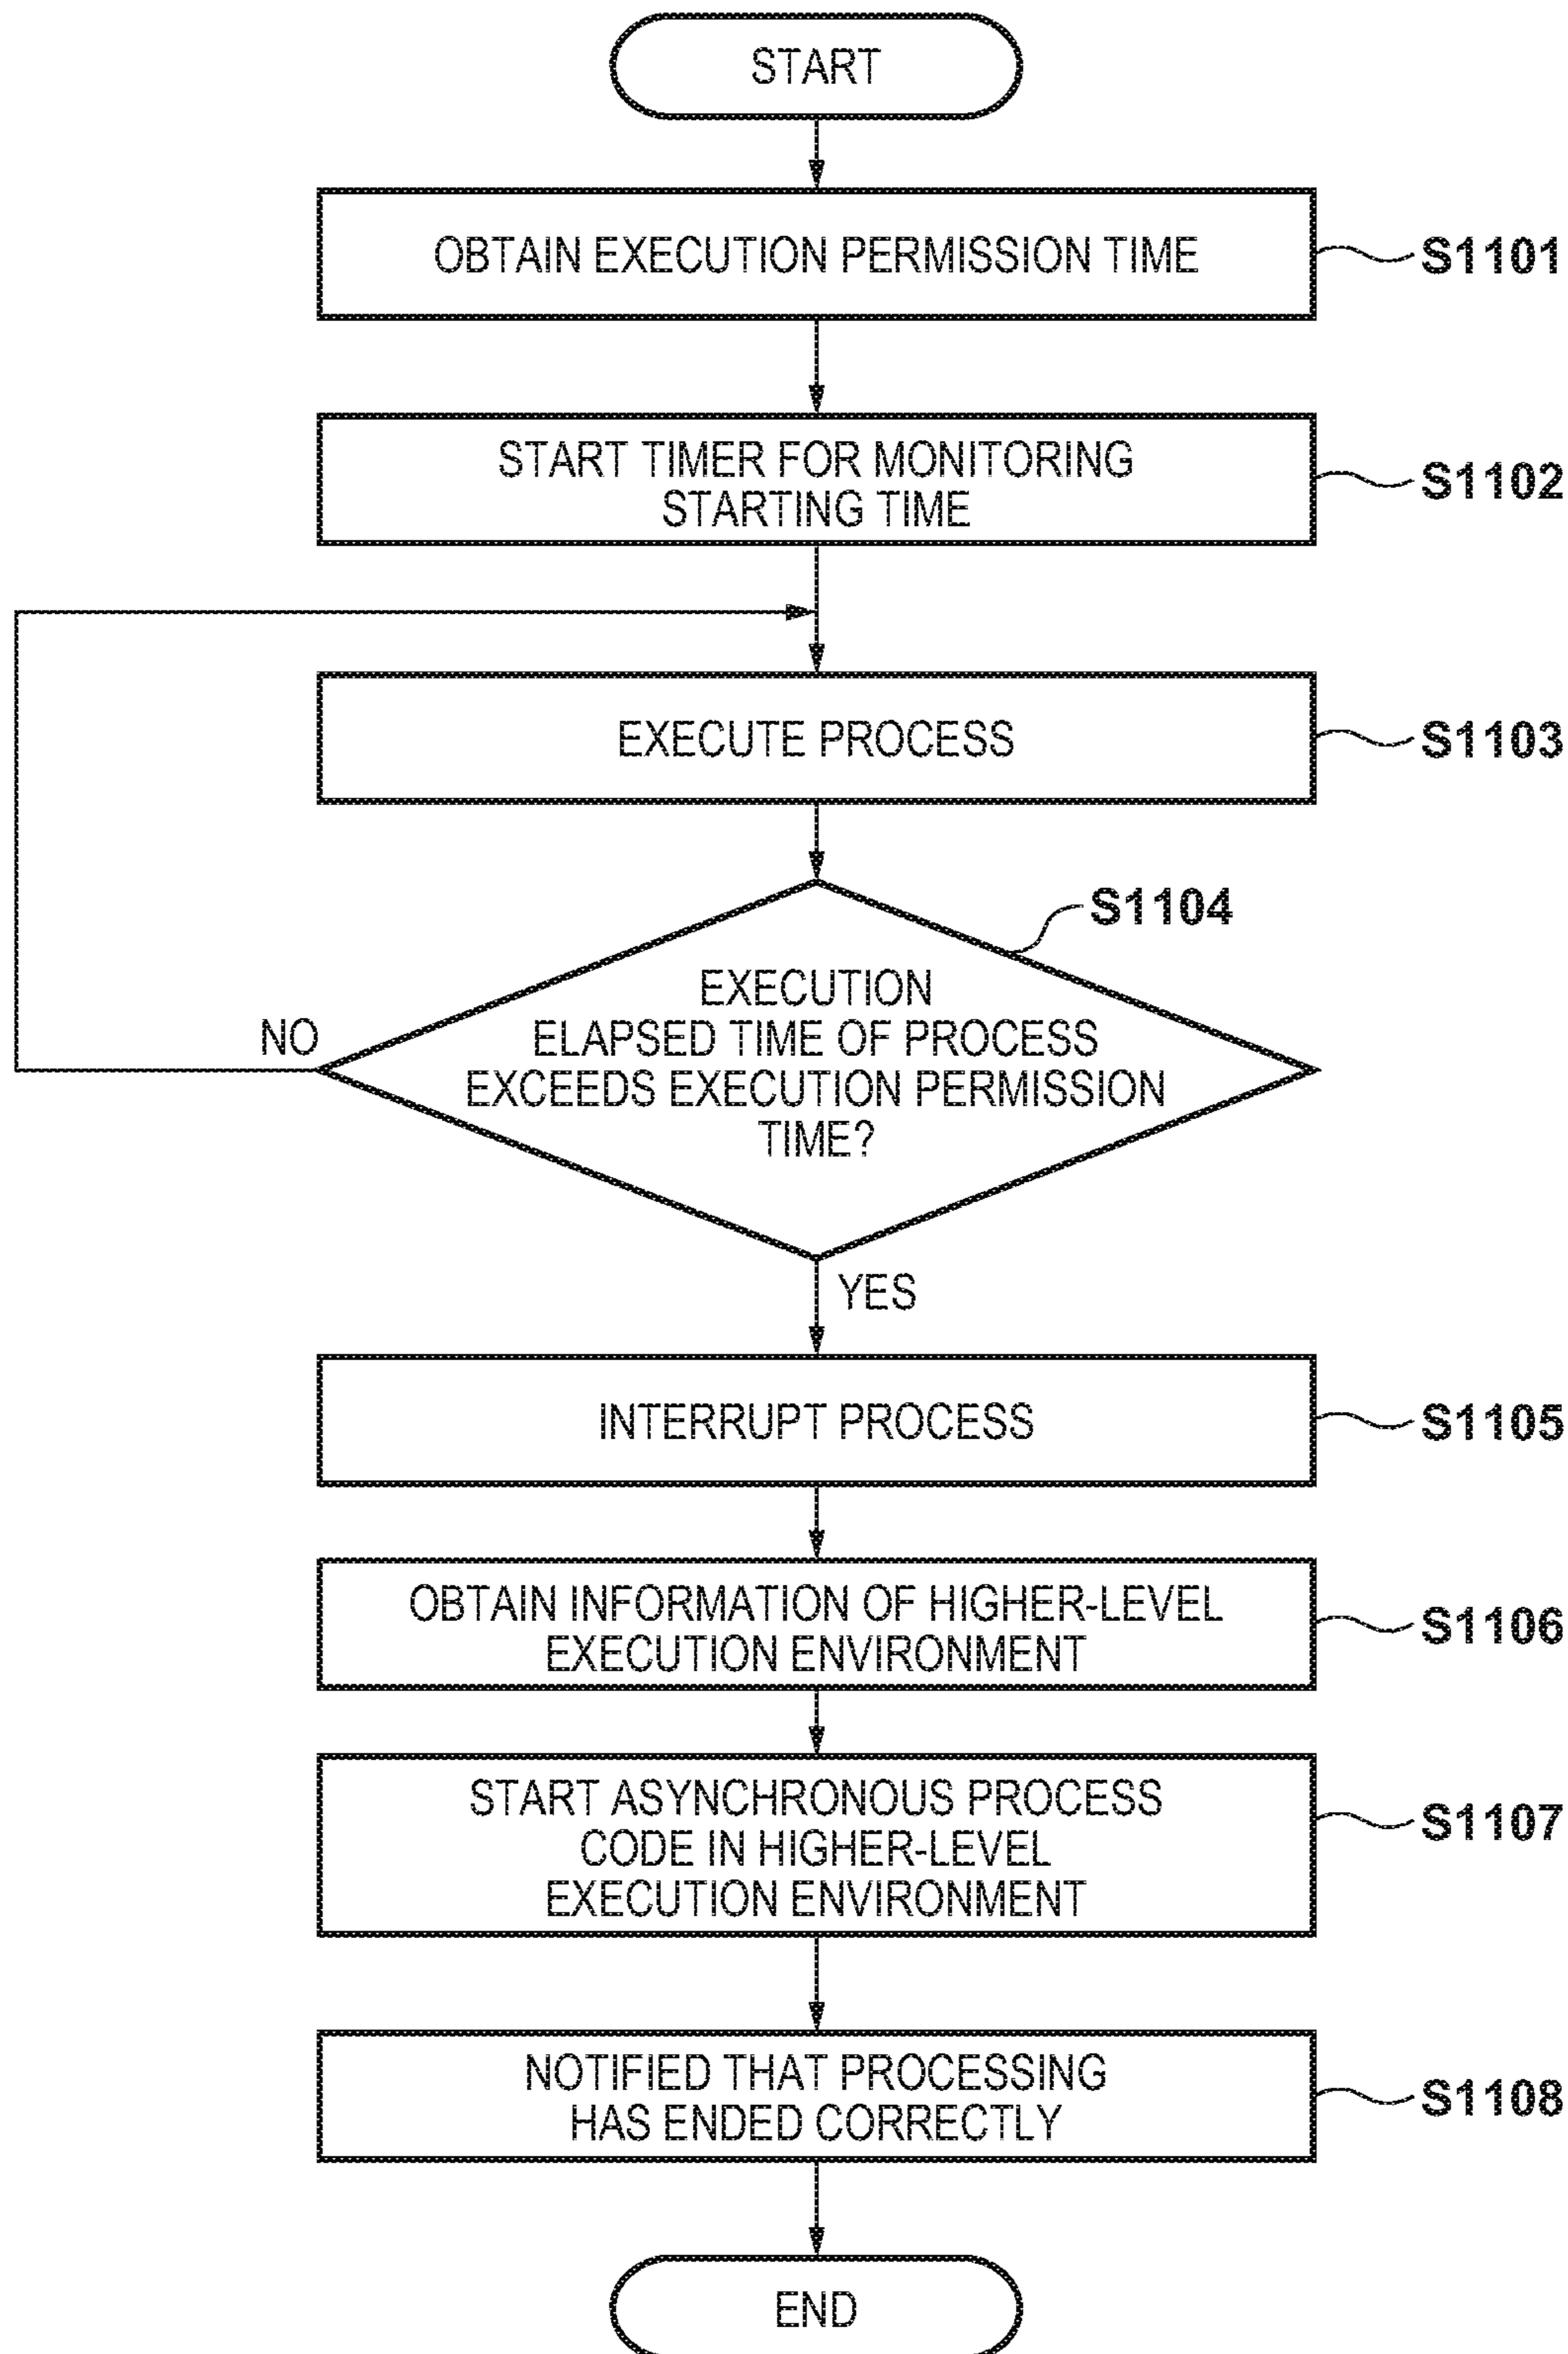 START
OBTAIN EXECUTION PERMISSION TIME
S1101
START TIMER FOR MONITORING
STARTING TIME
S1102
EXECUTE PROCESS
S1103
S1104
EXECUTION
ELAPSED TIME OF PROCESS
EXCEEDS EXECUTION PERMISSION
TIME?
NO
YES
INTERRUPT PROCESS
S1105
OBTAIN INFORMATION OF HIGHER-LEVEL
EXECUTION ENVIRONMENT
S1106
START ASYNCHRONOUS PROCESS
CODE IN HIGHER-LEVEL
EXECUTION ENVIRONMENT
S1107
NOTIFIED THAT PROCESSING
HAS ENDED CORRECTLY
S1108
END